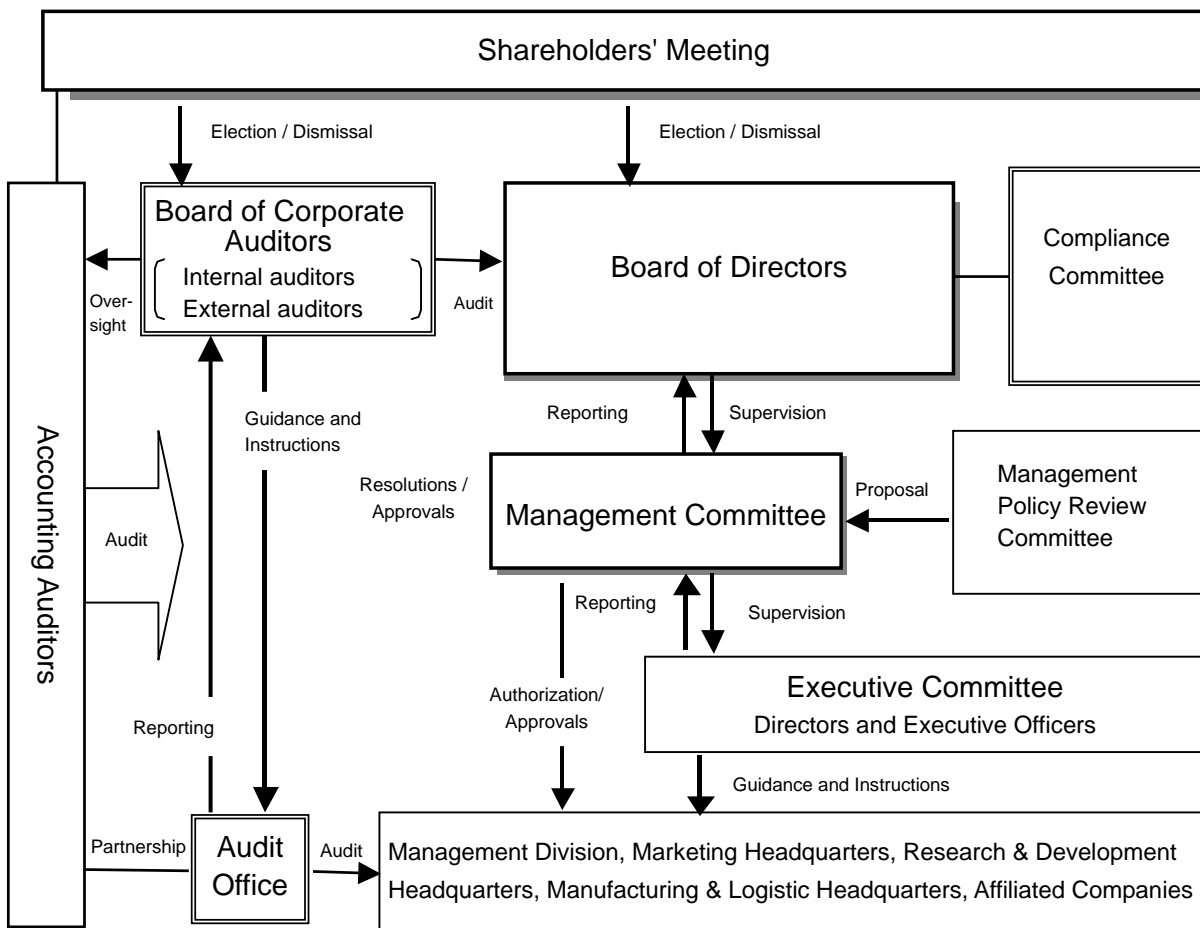 Shareholders' Meeting
Election / Dismissal
Election / Dismissal
Board of Corporate
Auditors
Internal auditors
External auditors
Board of Directors
Compliance
Committee
Over-
sight
Audit
Guidance and
Instructions
Reporting
Supervision
Accounting Auditors
Audit
Resolutions /
Approvals
Management Committee
Proposal
Management
Policy Review
Committee
Reporting
Supervision
Reporting
Authorization/
Approvals
Executive Committee
Directors and Executive Officers
Guidance and Instructions
Partnership
Audit
Office
Audit
Management Division, Marketing Headquarters, Research & Development
Headquarters, Manufacturing & Logistic Headquarters, Affiliated Companies